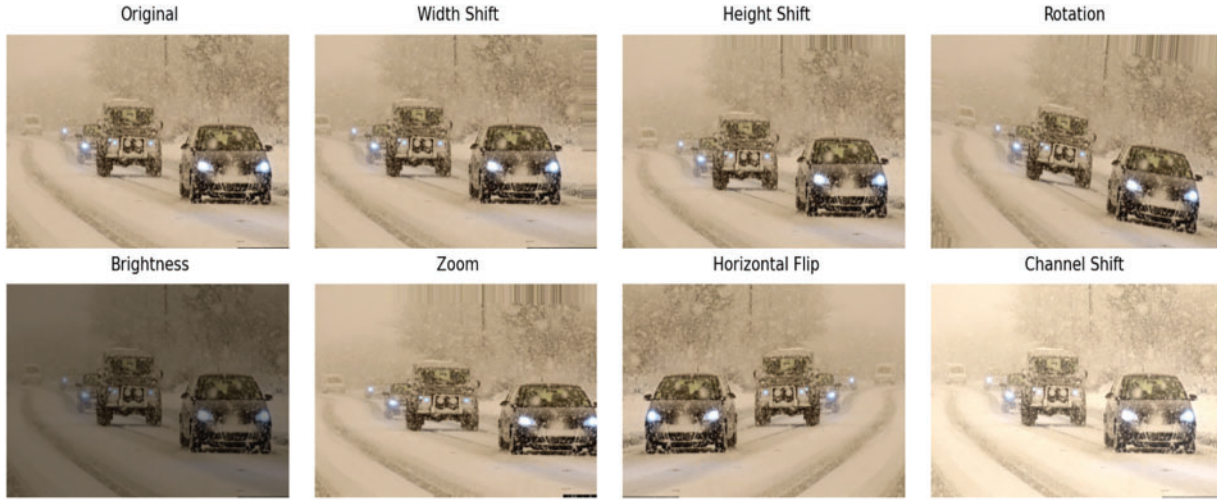 Original
Width Shift
Height Shift
Rotation
Brightness
Zoom
Horizontal Flip
Channel Shift